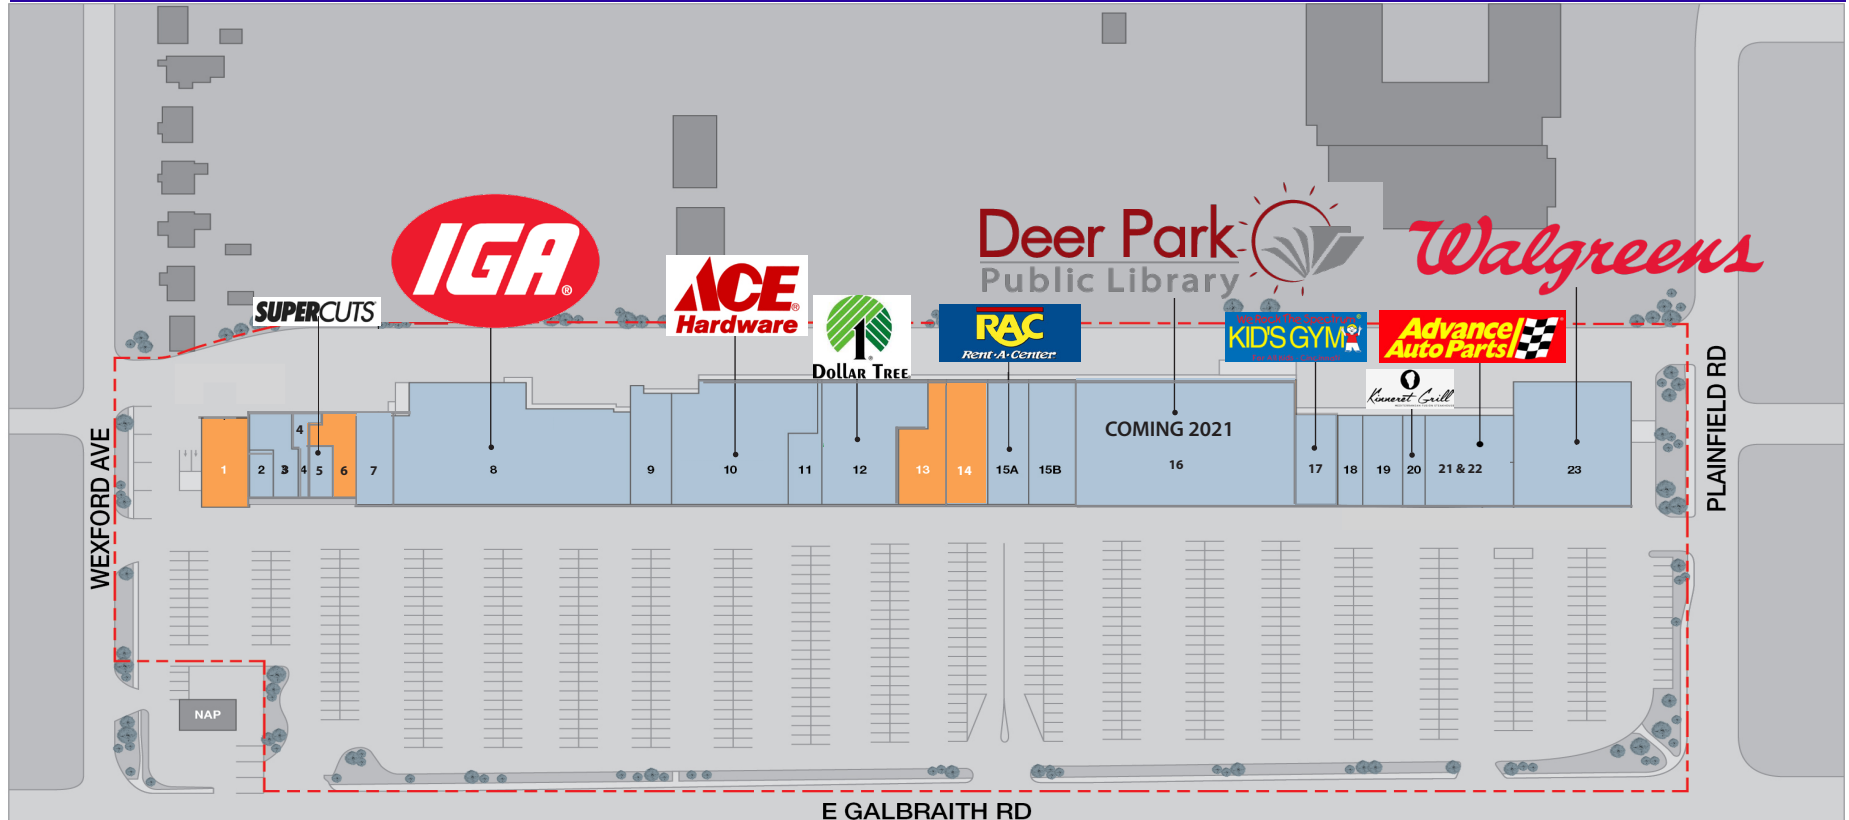 Deer Park
Public Library
Walgreens
IGA®
ACE®
Hardware
SUPERCUTS
DOLLAR TREE
RAC
Rent-A-Center
KID'S GYM
Advance
Auto Parts
Kinneret Grill
COMING 2021
1
2
3
4
4
5
6
7
8
9
10
11
12
13
14
15A
15B
16
17
18
19
20
21 & 22
23
WEXFORD AVE
PLAINFIELD RD
NAP
E GALBRAITH RD